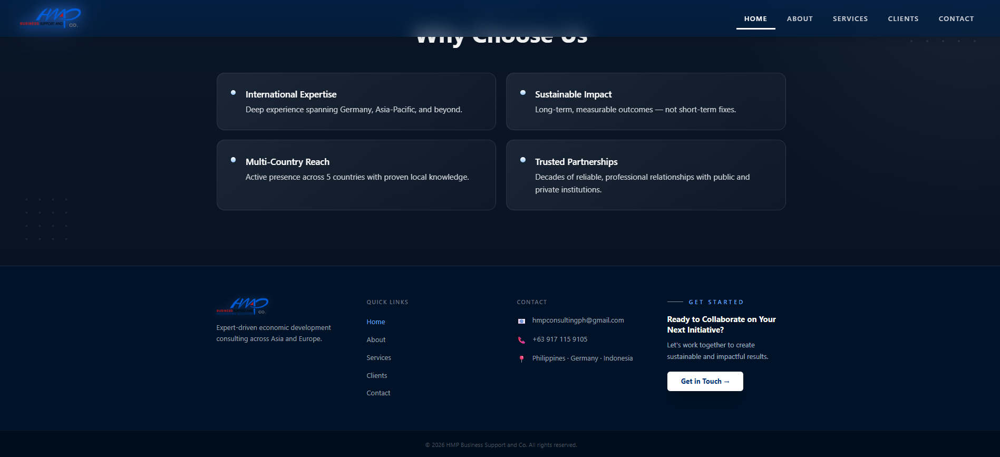 HMP
BUSINESS SUPPORT AND CO.
HOME
ABOUT
SERVICES
CLIENTS
CONTACT
Why Choose Us
International Expertise
Deep experience spanning Germany, Asia-Pacific, and beyond.
Sustainable Impact
Long-term, measurable outcomes — not short-term fixes.
Multi-Country Reach
Active presence across 5 countries with proven local knowledge.
Trusted Partnerships
Decades of reliable, professional relationships with public and
private institutions.
HMP
BUSINESS SUPPORT AND CO.
Expert-driven economic development
consulting across Asia and Europe.
QUICK LINKS
Home
About
Services
Clients
Contact
CONTACT
hmpconsultingph@gmail.com
+63 917 115 9105
Philippines · Germany · Indonesia
GET STARTED
Ready to Collaborate on Your
Next Initiative?
Let's work together to create
sustainable and impactful results.
Get in Touch →
© 2026 HMP Business Support and Co. All rights reserved.